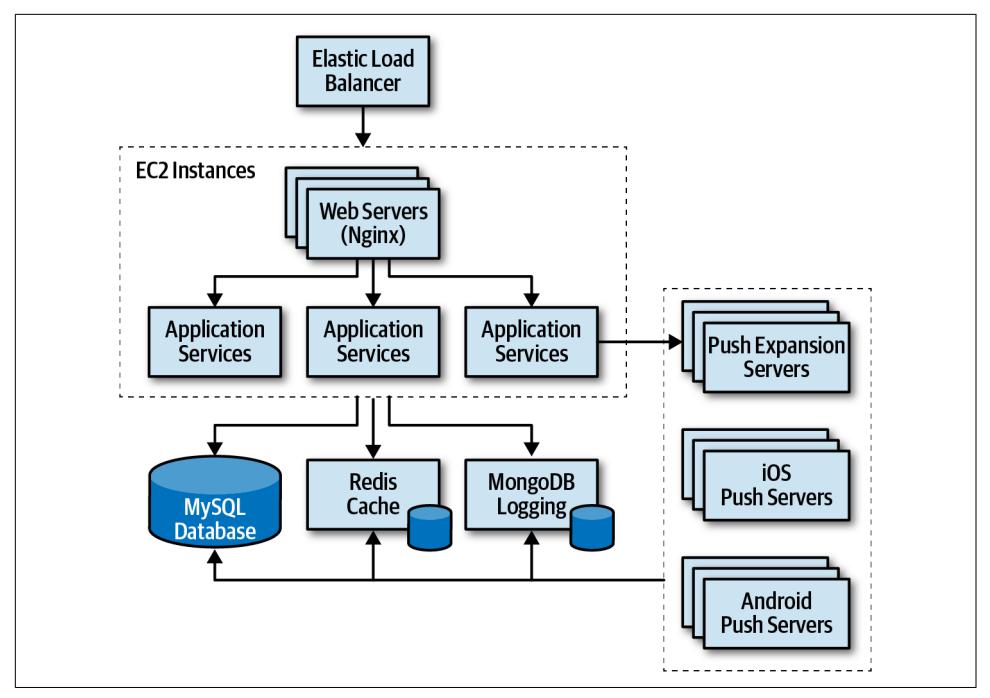 Elastic Load
Balancer
EC2 Instances
Web Servers
(Nginx)
Application
Services
Application
Services
Application
Services
Push Expansion
Servers
MySQL
Database
Redis
Cache
MongoDB
Logging
iOS
Push Servers
Android
Push Servers